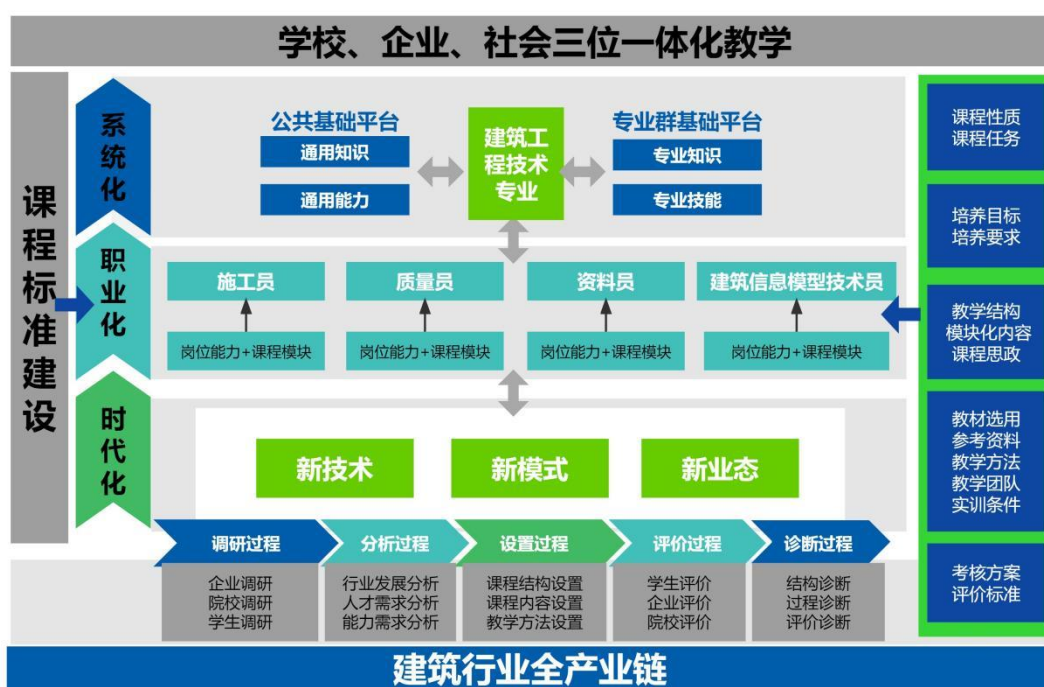 学校、企业、社会三位一体化教学
课程标准建设
系统化
公共基础平台
通用知识
通用能力
建筑工
程技术
专业
专业群基础平台
专业知识
专业技能
职业化
施工员
质量员
资料员
建筑信息模型技术员
岗位能力+课程模块
岗位能力+课程模块
岗位能力+课程模块
岗位能力+课程模块
时代化
新技术
新模式
新业态
调研过程
分析过程
设置过程
评价过程
诊断过程
企业调研
院校调研
学生调研
行业发展分析
人才需求分析
能力需求分析
课程结构设置
课程内容设置
教学方法设置
学生评价
企业评价
院校评价
结构诊断
过程诊断
评价诊断
课程性质
课程任务
培养目标
培养要求
教学结构
模块化内容
课程思政
教材选用
参考资料
教学方法
教学团队
实训条件
考核方案
评价标准
建筑行业全产业链